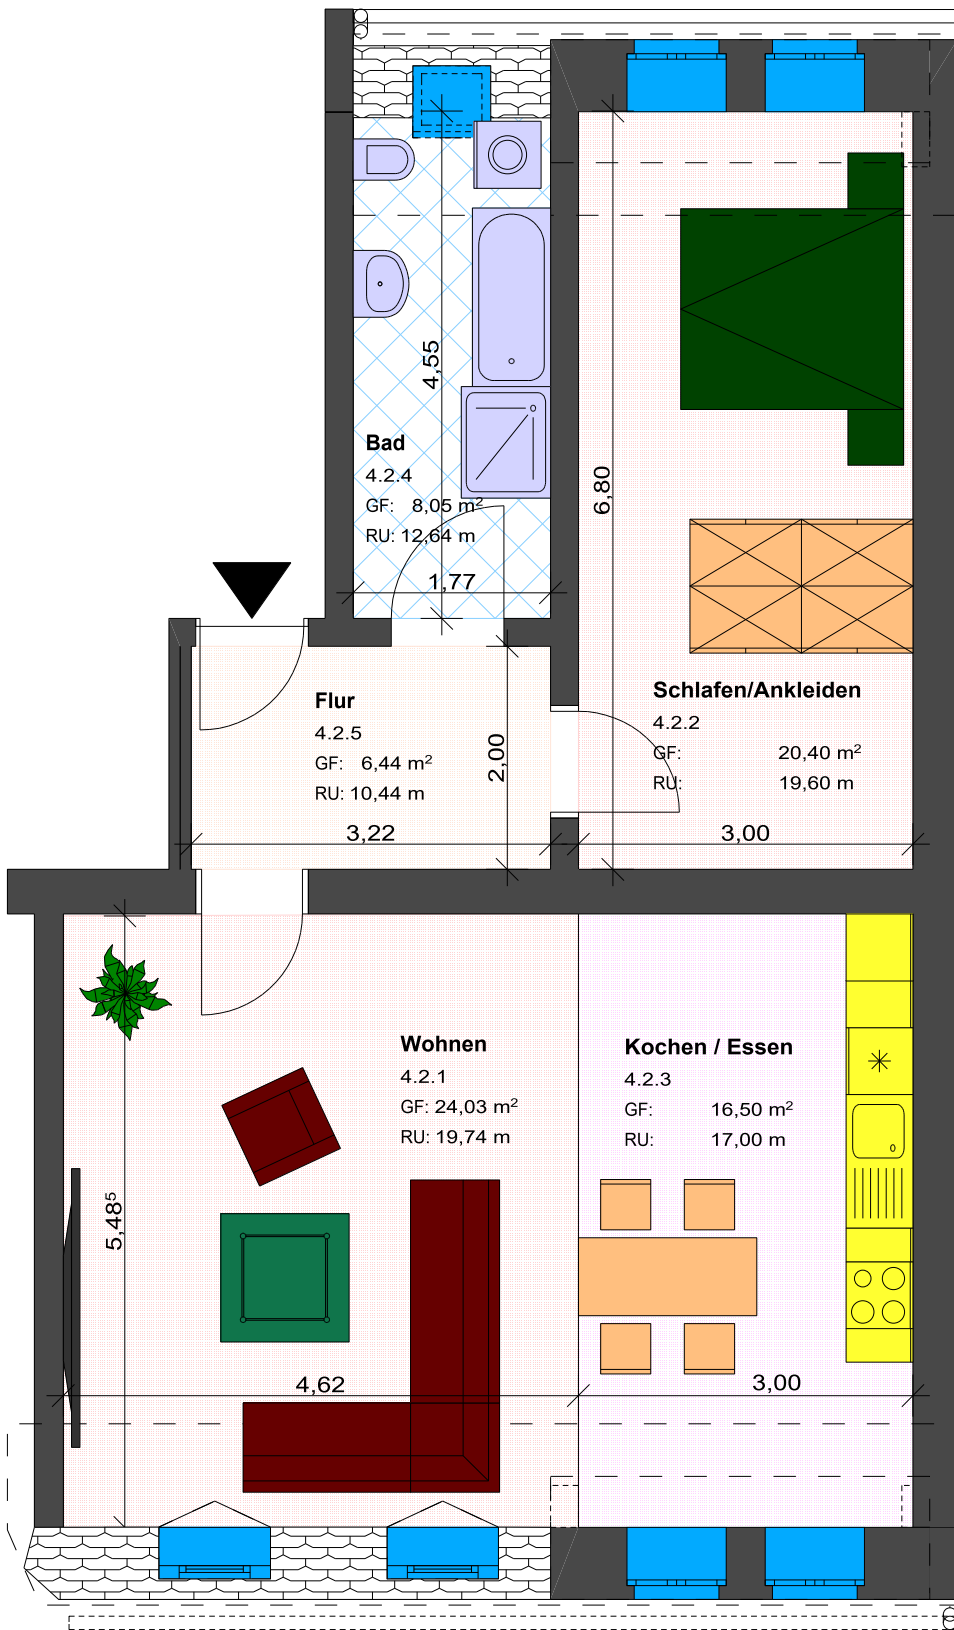 4,55
Bad
4.2.4
GF: 8,05 m²
RU: 12,64 m
1,77
6,80
Schlafen/Ankleiden
4.2.2
GF: 20,40 m²
RU: 19,60 m
Flur
4.2.5
GF: 6,44 m²
RU: 10,44 m
2,00
3,22
3,00
Wohnen
4.2.1
GF: 24,03 m²
RU: 19,74 m
Kochen / Essen
4.2.3
GF: 16,50 m²
RU: 17,00 m
5,48⁵
4,62
3,00